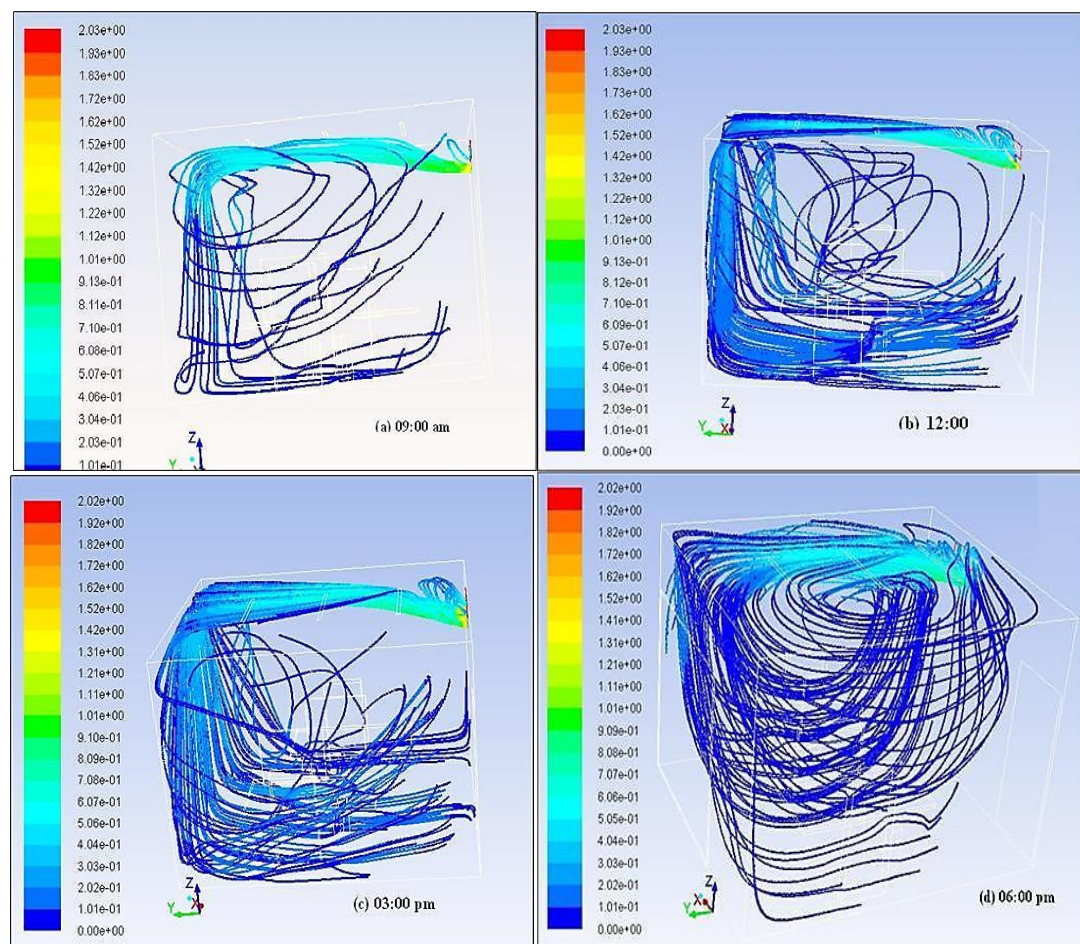 2.03e+00
1.93e+00
1.83e+00
1.72e+00
1.62e+00
1.52e+00
1.42e+00
1.32e+00
1.22e+00
1.12e+00
1.01e+00
9.13e-01
8.11e-01
7.10e-01
6.08e-01
5.07e-01
4.06e-01
3.04e-01
2.03e-01
1.01e-01
Z
Y
(a) 09:00 am
2.03e+00
1.93e+00
1.83e+00
1.73e+00
1.62e+00
1.52e+00
1.42e+00
1.32e+00
1.22e+00
1.12e+00
1.01e+00
9.13e-01
8.12e-01
7.10e-01
6.09e-01
5.07e-01
4.06e-01
3.04e-01
2.03e-01
1.01e-01
0.00e+00
Z
Y
X
(b) 12:00
2.02e+00
1.92e+00
1.82e+00
1.72e+00
1.62e+00
1.52e+00
1.42e+00
1.31e+00
1.21e+00
1.11e+00
1.01e+00
9.10e-01
8.09e-01
7.08e-01
6.07e-01
5.06e-01
4.05e-01
3.03e-01
2.02e-01
1.01e-01
0.00e+00
Z
Y
X
(c) 03:00 pm
2.02e+00
1.92e+00
1.82e+00
1.72e+00
1.62e+00
1.52e+00
1.41e+00
1.31e+00
1.21e+00
1.11e+00
1.01e+00
9.09e-01
8.08e-01
7.07e-01
6.06e-01
5.05e-01
4.04e-01
3.03e-01
2.02e-01
1.01e-01
0.00e+00
Z
X
Y
(d) 06:00 pm